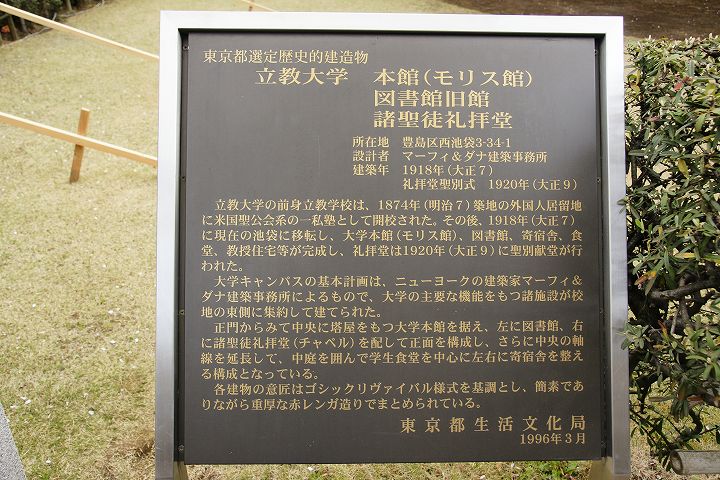 東京都選定歴史的建造物
立教大学　本館（モリス館）
図書館旧館
諸聖徒礼拝堂
所在地　豊島区西池袋3-34-1
設計者　マーフィ＆ダナ建築事務所
建築年　1918年（大正７）
礼拝堂聖別式　1920年（大正９）
立教大学の前身立教学校は、1874年（明治７）築地の外国人居留地
に米国聖公会系の一私塾として開校された。その後、1918年（大正７）
に現在の池袋に移転し、大学本館（モリス館）、図書館、寄宿舎、食
堂、教授住宅等が完成し、礼拝堂は1920年（大正９）に聖別献堂が行
われた。
大学キャンパスの基本計画は、ニューヨークの建築家マーフィ＆
ダナ建築事務所によるもので、大学の主要な機能をもつ諸施設が校
地の東側に集約して建てられた。
正門からみて中央に塔屋をもつ大学本館を据え、左に図書館、右
に諸聖徒礼拝堂（チャペル）を配して正面を構成し、さらに中央の軸
線を延長して、中庭を囲んで学生食堂を中心に左右に寄宿舎を整え
る構成となっている。
各建物の意匠はゴシックリヴァイバル様式を基調とし、簡素であ
りながら重厚な赤レンガ造りでまとめられている。
東京都生活文化局
1996年３月